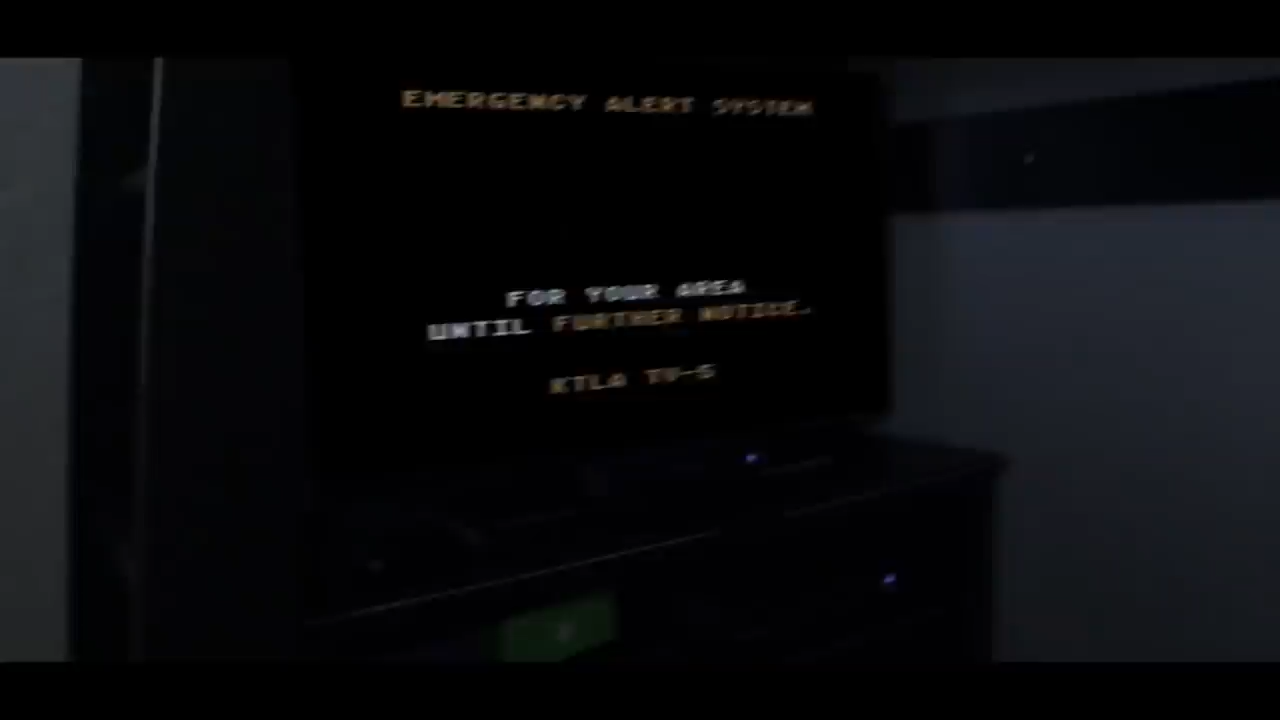 EMERGENCY ALERT SYSTEM
FOR YOUR AREA
UNTIL FURTHER NOTICE.
KTLA TV-5